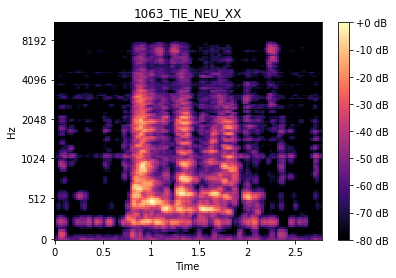 1063_TIE_NEU_XX
Hz
8192
4096
2048
1024
512
0
0
0.5
1
1.5
2
2.5
Time
+0 dB
-10 dB
-20 dB
-30 dB
-40 dB
-50 dB
-60 dB
-70 dB
-80 dB